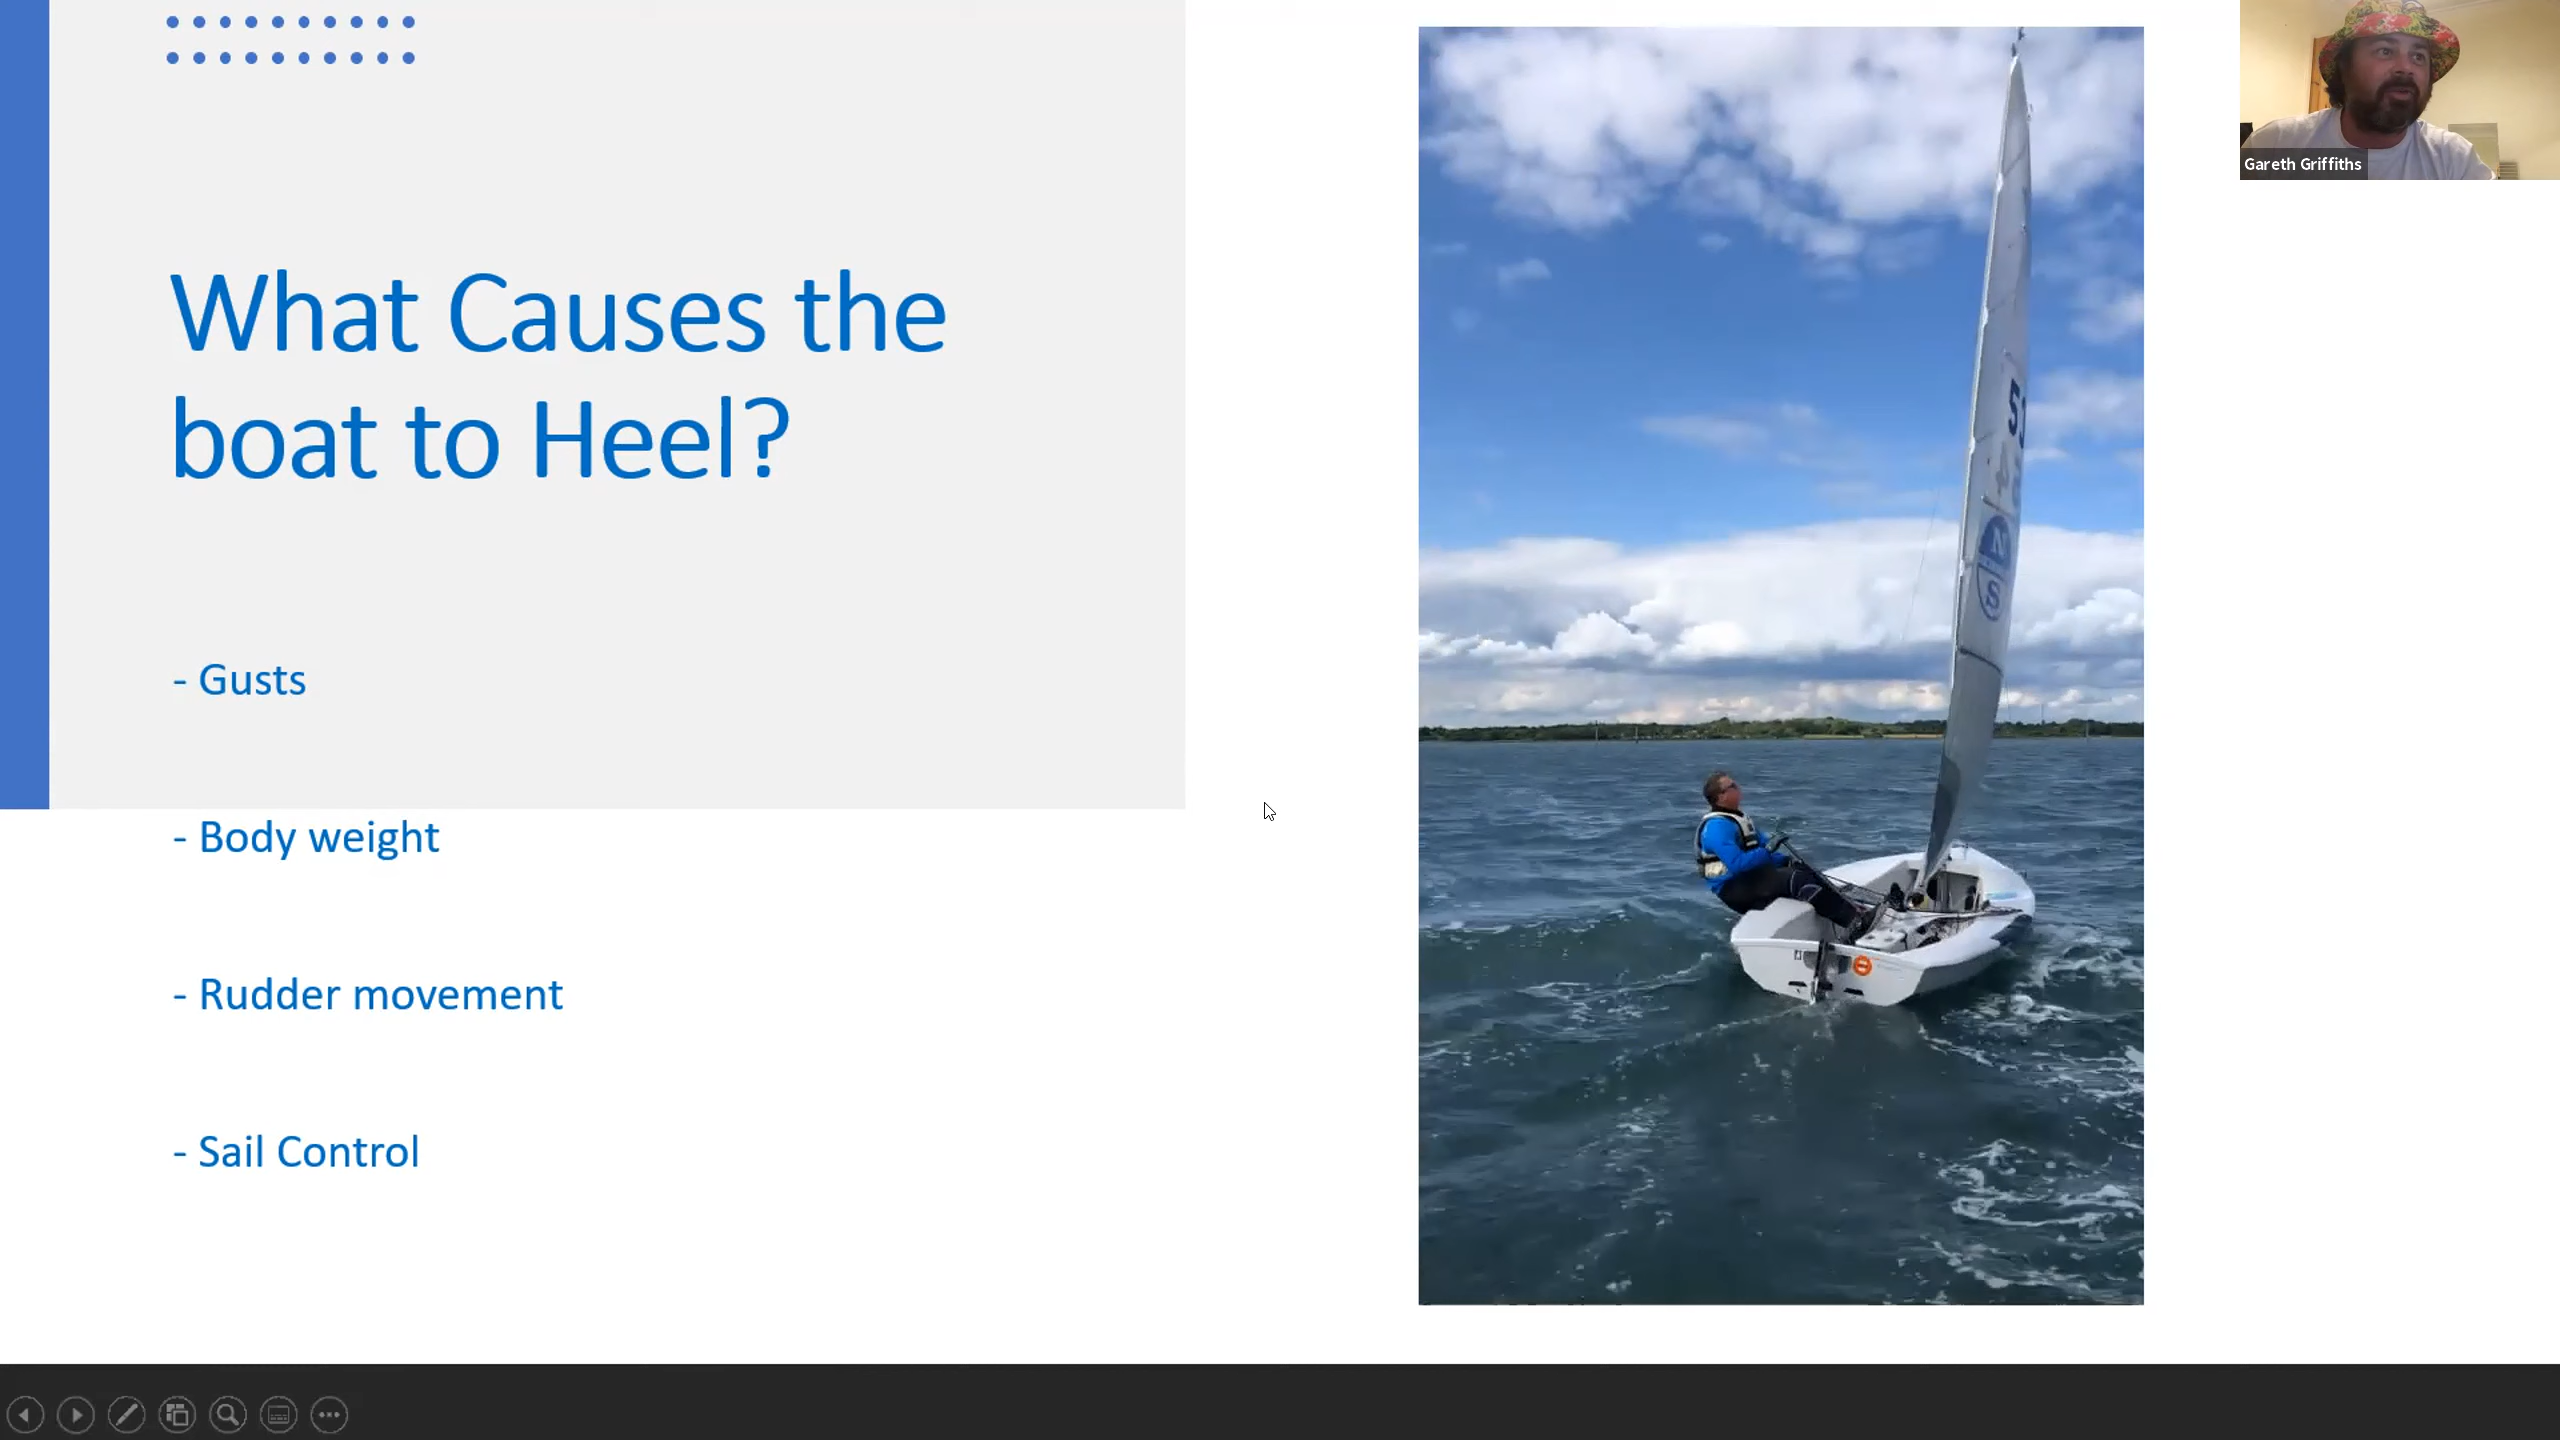 What Causes the
boat to Heel?
- Gusts
- Body weight
- Rudder movement
- Sail Control
N
S
Gareth Griffiths